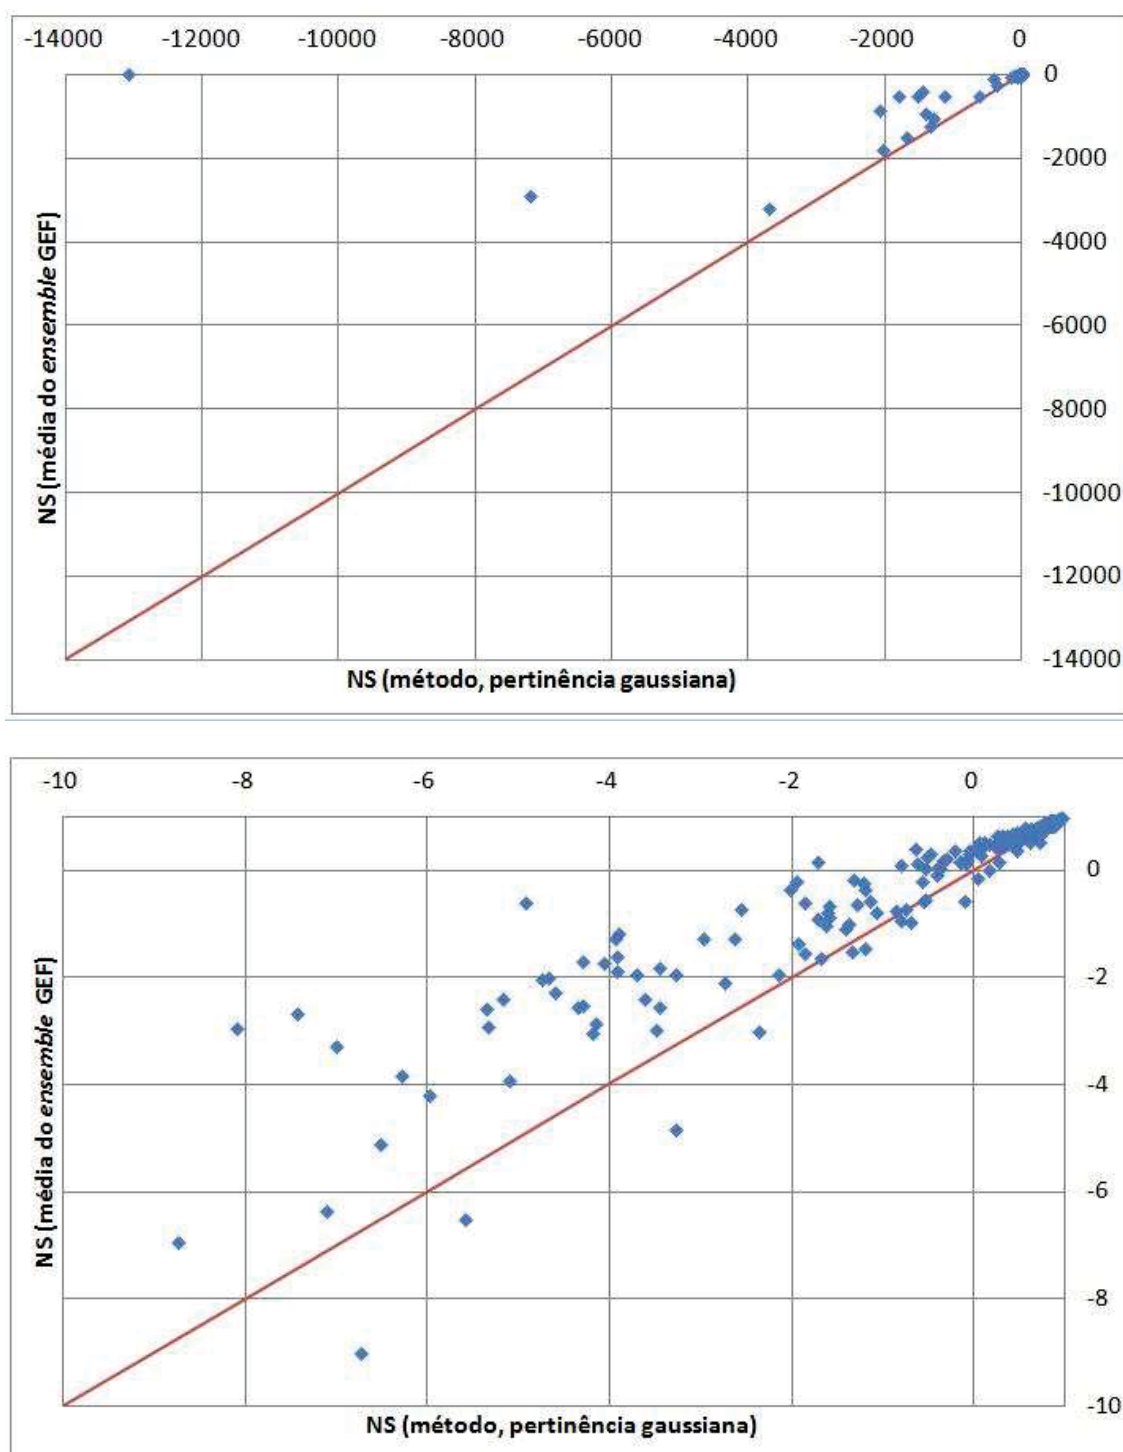 -14000 -12000 -10000 -8000 -6000 -4000 -2000 0
0
-2000
-4000
-6000
-8000
-10000
-12000
-14000
NS (média do ensemble GEF)
NS (método, pertinência gaussiana)
-10 -8 -6 -4 -2 0
0
-2
-4
-6
-8
-10
NS (média do ensemble GEF)
NS (método, pertinência gaussiana)